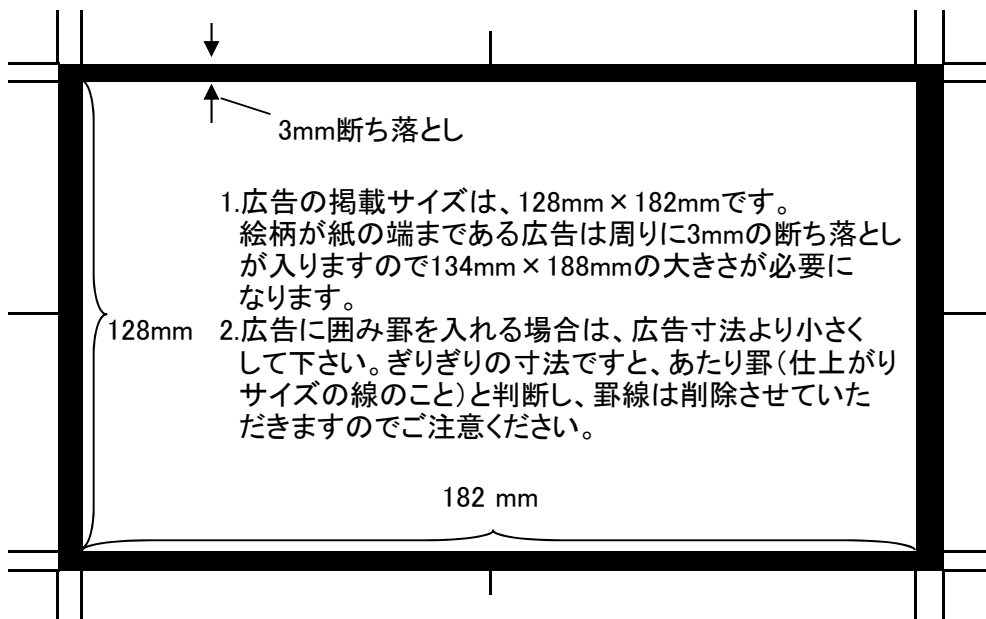 3mm断ち落とし
1.広告の掲載サイズは、128mm×182mmです。
絵柄が紙の端まである広告は周りに3mmの断ち落とし
が入りますので134mm×188mmの大きさが必要に
なります。
128mm
2.広告に囲み罫を入れる場合は、広告寸法より小さく
して下さい。ぎりぎりの寸法ですと、あたり罫(仕上がり
サイズの線のこと)と判断し、罫線は削除させていた
だきますのでご注意ください。
182 mm